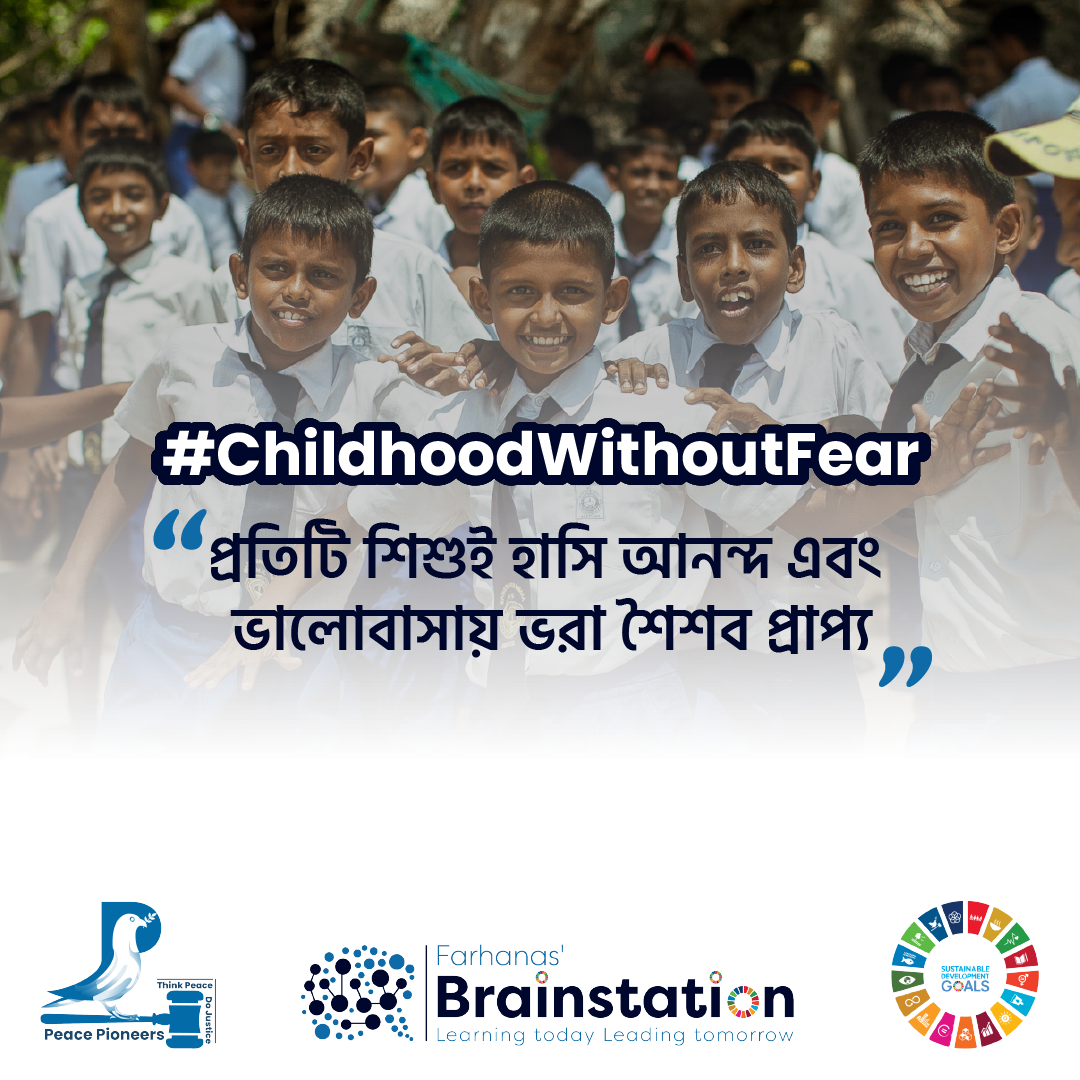 #ChildhoodWithoutFear
“প্রতিটি শিশুই হাসি আনন্দ এবং
ভালোবাসায় ভরা শৈশব প্রাপ্য”
Think Peace
Do Justice
Peace Pioneers
Farhanas'
Brainstation
Learning today Leading tomorrow
SUSTAINABLE
DEVELOPMENT
GOALS